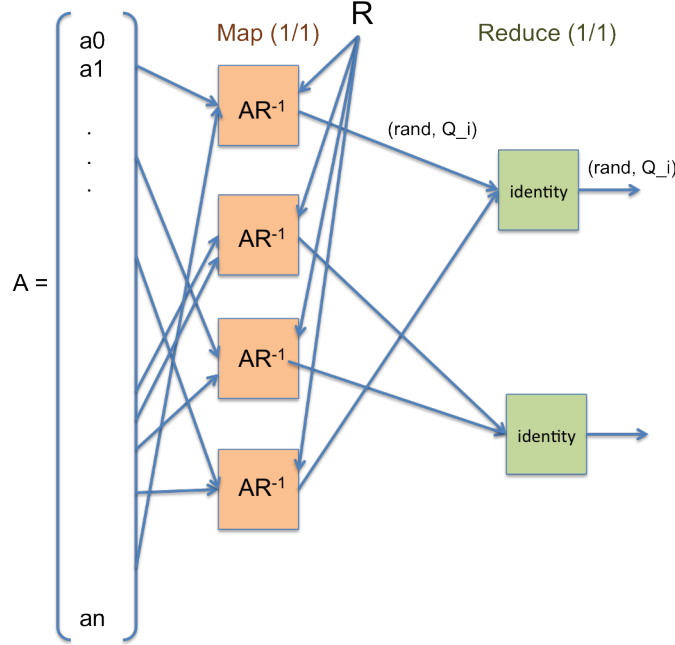 R
Map (1/1)
Reduce (1/1)
a0
a1
.
.
.
an
A =
AR⁻¹
AR⁻¹
AR⁻¹
AR⁻¹
(rand, Q_i)
identity
(rand, Q_i)
identity